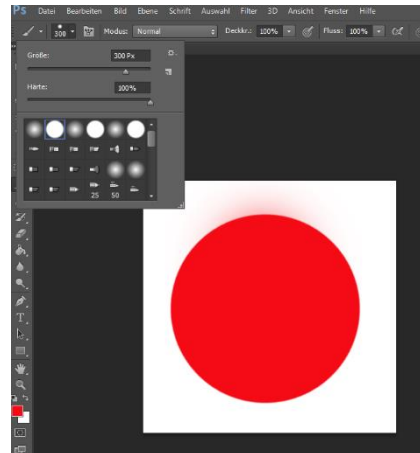 Ps Datei Bearbeiten Bild Ebene Schrift Auswahl Filter 3D Ansicht Fenster Hilfe
300 Modus: Normal Deckkr.: 100% Fluss: 100%
Größe: 300 Px
Härte: 100%
25 50
T